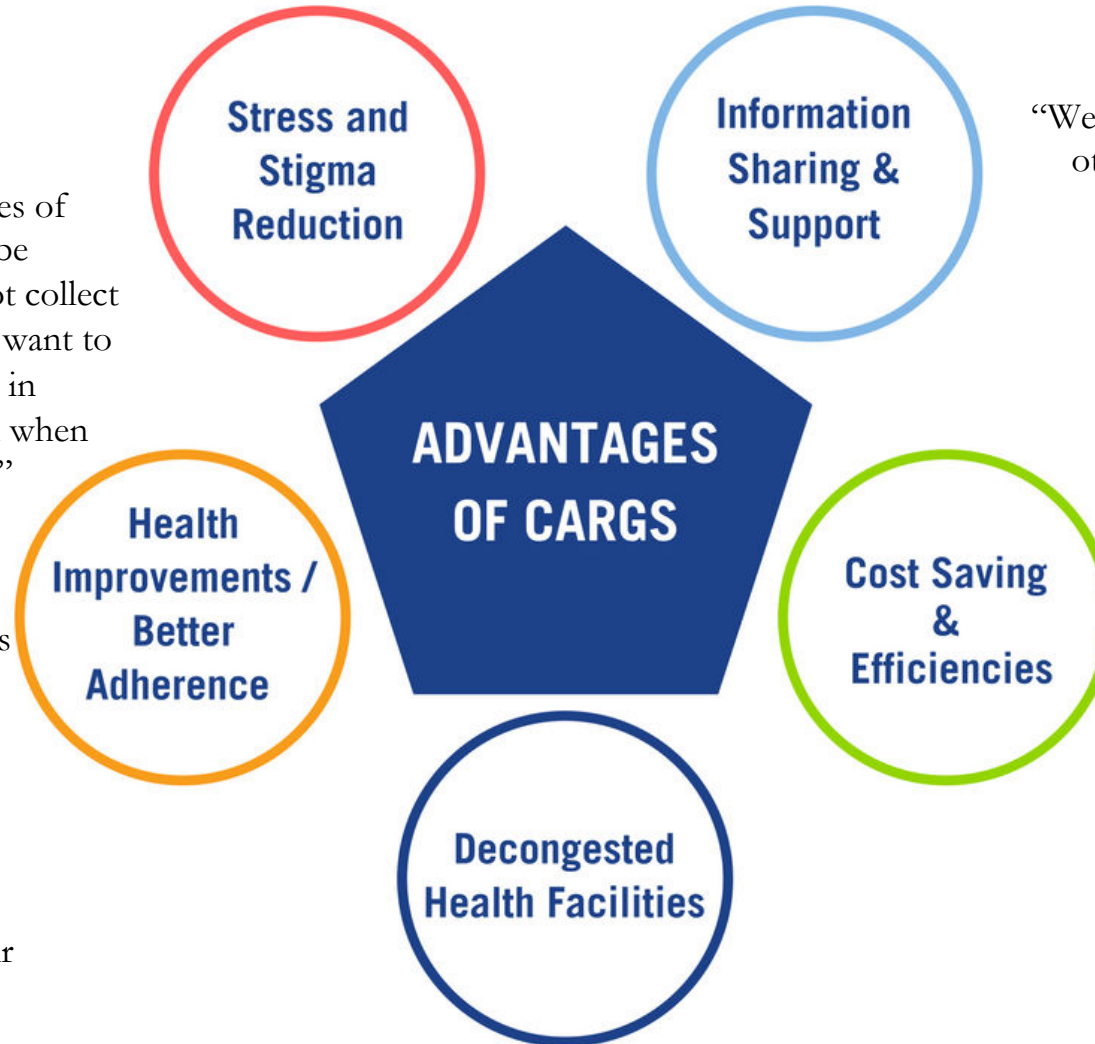 Stress and
Stigma
Reduction
Information
Sharing &
Support
“We
ot
es of
be
ot collect
want to
in
when
”
ADVANTAGES
OF CARGS
Health
Improvements /
Better
Adherence
s
Cost Saving
&
Efficiencies
Decongested
Health Facilities
r